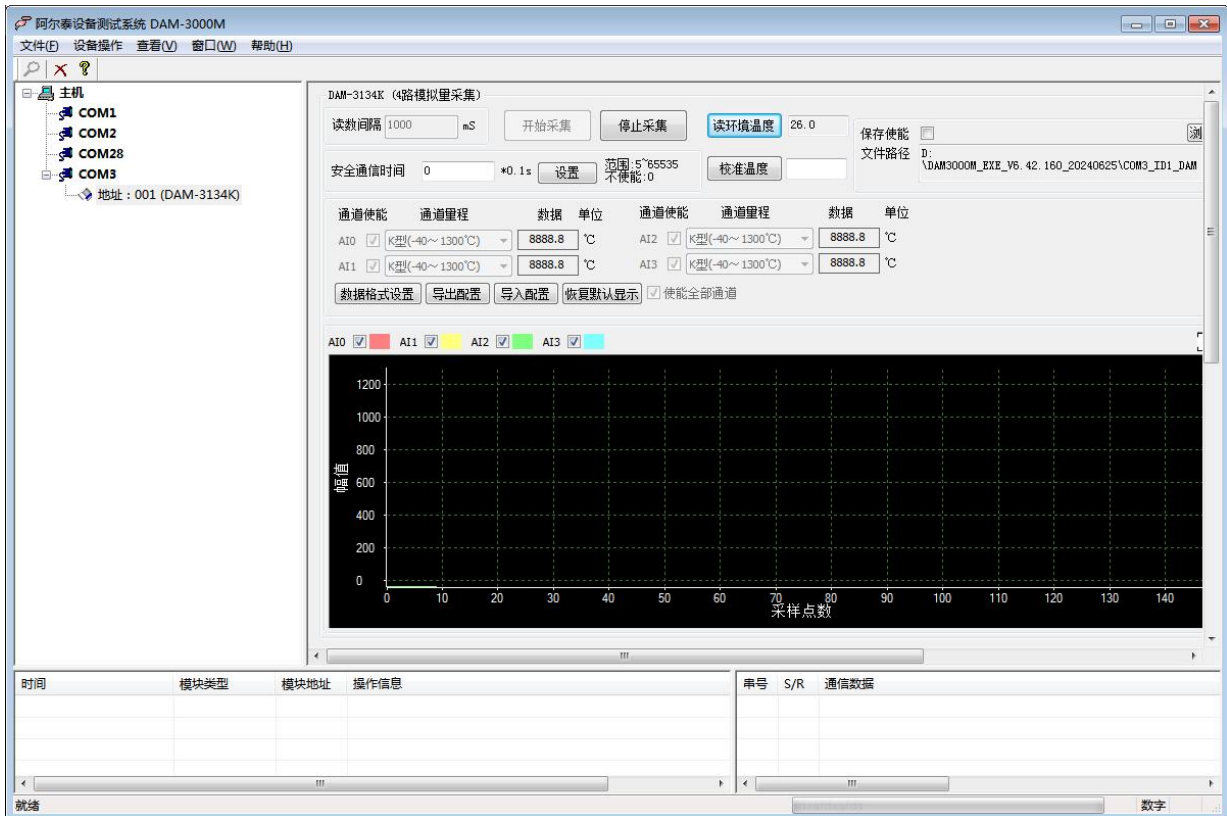 阿尔泰设备测试系统 DAM-3000M
文件(F) 设备操作 查看(V) 窗口(W) 帮助(H)
主机
COM1
COM2
COM28
COM3
地址：001 (DAM-3134K)
DAM-3134K (4路模拟量采集)
读数间隔 1000 mS 开始采集 停止采集 读环境温度 26.0
保存使能 浏
文件路径 D:
\DAM3000M_EXE_V6.42.160_20240625\COM3_ID1_DAM
安全通信时间 0 *0.1s 设置 范围:5~65535
不使能:0
校准温度
通道使能 通道量程 数据 单位 通道使能 通道量程 数据 单位
AI0 K型(-40～1300℃) 8888.8 ℃ AI2 K型(-40～1300℃) 8888.8 ℃
AI1 K型(-40～1300℃) 8888.8 ℃ AI3 K型(-40～1300℃) 8888.8 ℃
数据格式设置 导出配置 导入配置 恢复默认显示 使能全部通道
AI0 AI1 AI2 AI3
1200
1000
800
600
400
200
0
幅值
0 10 20 30 40 50 60 70 80 90 100 110 120 130 140
采样点数
时间 模块类型 模块地址 操作信息
串号 S/R 通信数据
就绪 数字